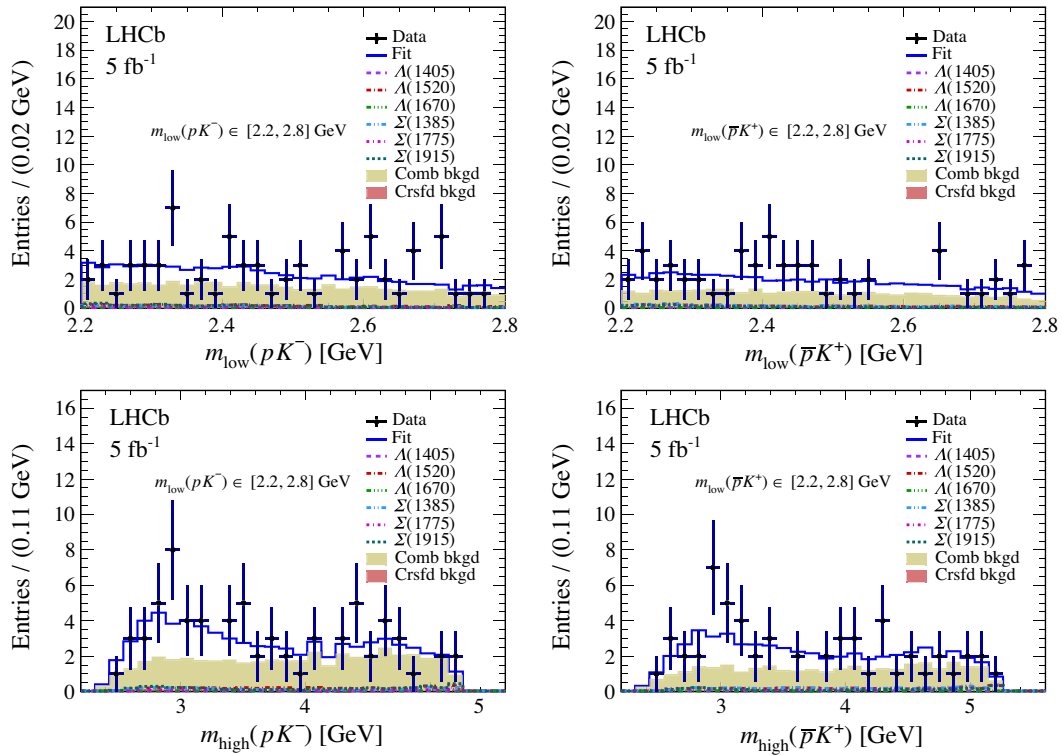 Entries / (0.02 GeV)
20
18
16
14
12
10
8
6
4
2
0
LHCb
5 fb⁻¹
Data
Fit
Λ(1405)
Λ(1520)
Λ(1670)
Σ(1385)
Σ(1775)
Σ(1915)
Comb bkgd
Crsfd bkgd
m_low(pK⁻) ∈ [2.2, 2.8] GeV
2.2 2.4 2.6 2.8
m_low(pK⁻) [GeV]
Entries / (0.02 GeV)
20
18
16
14
12
10
8
6
4
2
0
LHCb
5 fb⁻¹
Data
Fit
Λ(1405)
Λ(1520)
Λ(1670)
Σ(1385)
Σ(1775)
Σ(1915)
Comb bkgd
Crsfd bkgd
m_low(p̅K⁺) ∈ [2.2, 2.8] GeV
2.2 2.4 2.6 2.8
m_low(p̅K⁺) [GeV]
Entries / (0.11 GeV)
16
14
12
10
8
6
4
2
0
LHCb
5 fb⁻¹
Data
Fit
Λ(1405)
Λ(1520)
Λ(1670)
Σ(1385)
Σ(1775)
Σ(1915)
Comb bkgd
Crsfd bkgd
m_low(pK⁻) ∈ [2.2, 2.8] GeV
3 4 5
m_high(pK⁻) [GeV]
Entries / (0.11 GeV)
16
14
12
10
8
6
4
2
0
LHCb
5 fb⁻¹
Data
Fit
Λ(1405)
Λ(1520)
Λ(1670)
Σ(1385)
Σ(1775)
Σ(1915)
Comb bkgd
Crsfd bkgd
m_low(p̅K⁺) ∈ [2.2, 2.8] GeV
3 4 5
m_high(p̅K⁺) [GeV]